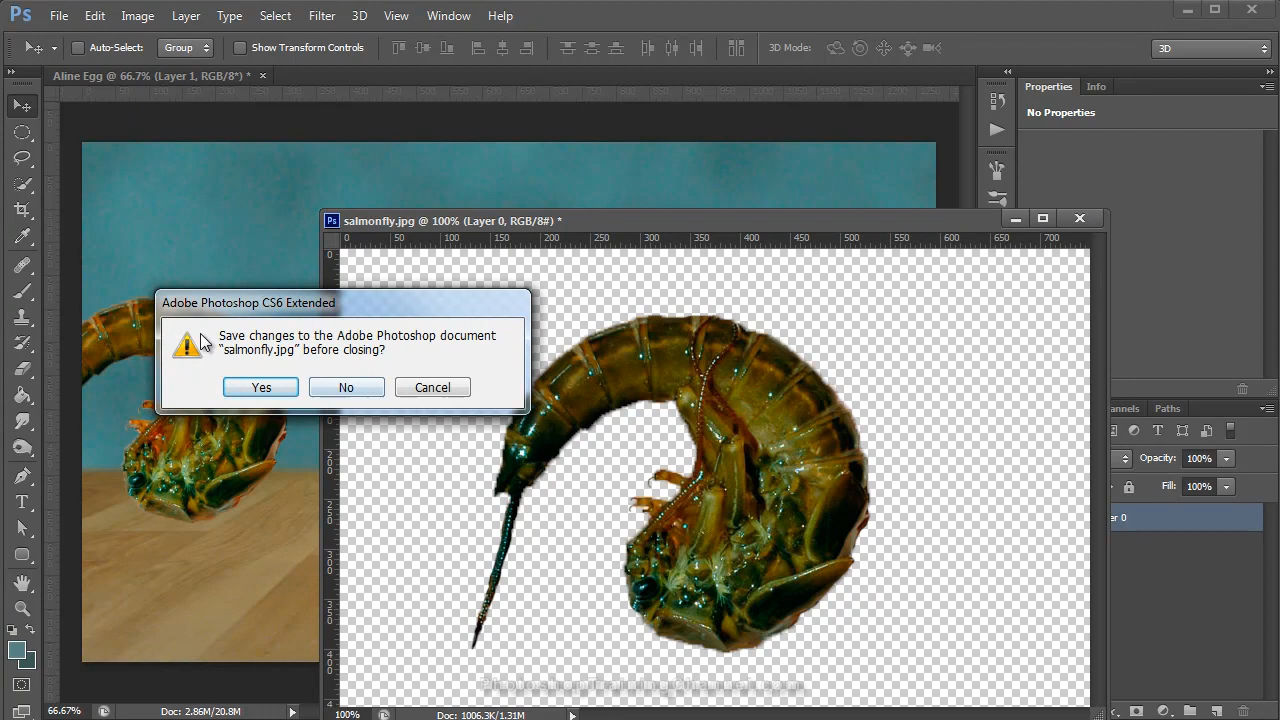 Ps File Edit Image Layer Type Select Filter 3D View Window Help
Auto-Select: Group Show Transform Controls 3D Mode: 3D
Aline Egg @ 66.7% (Layer 1, RGB/8*) *
Properties Info
No Properties
Ps salmonfly.jpg @ 100% (Layer 0, RGB/8#) *
0 50 100 150 200 250 300 350 400 450 500 550 600 650 700
Adobe Photoshop CS6 Extended
Save changes to the Adobe Photoshop document
“salmonfly.jpg” before closing?
Yes No Cancel
annels Paths
Opacity: 100%
Fill: 100%
er 0
66.67% Doc: 2.86M/20.8M
100% Doc: 1006.3K/1.31M